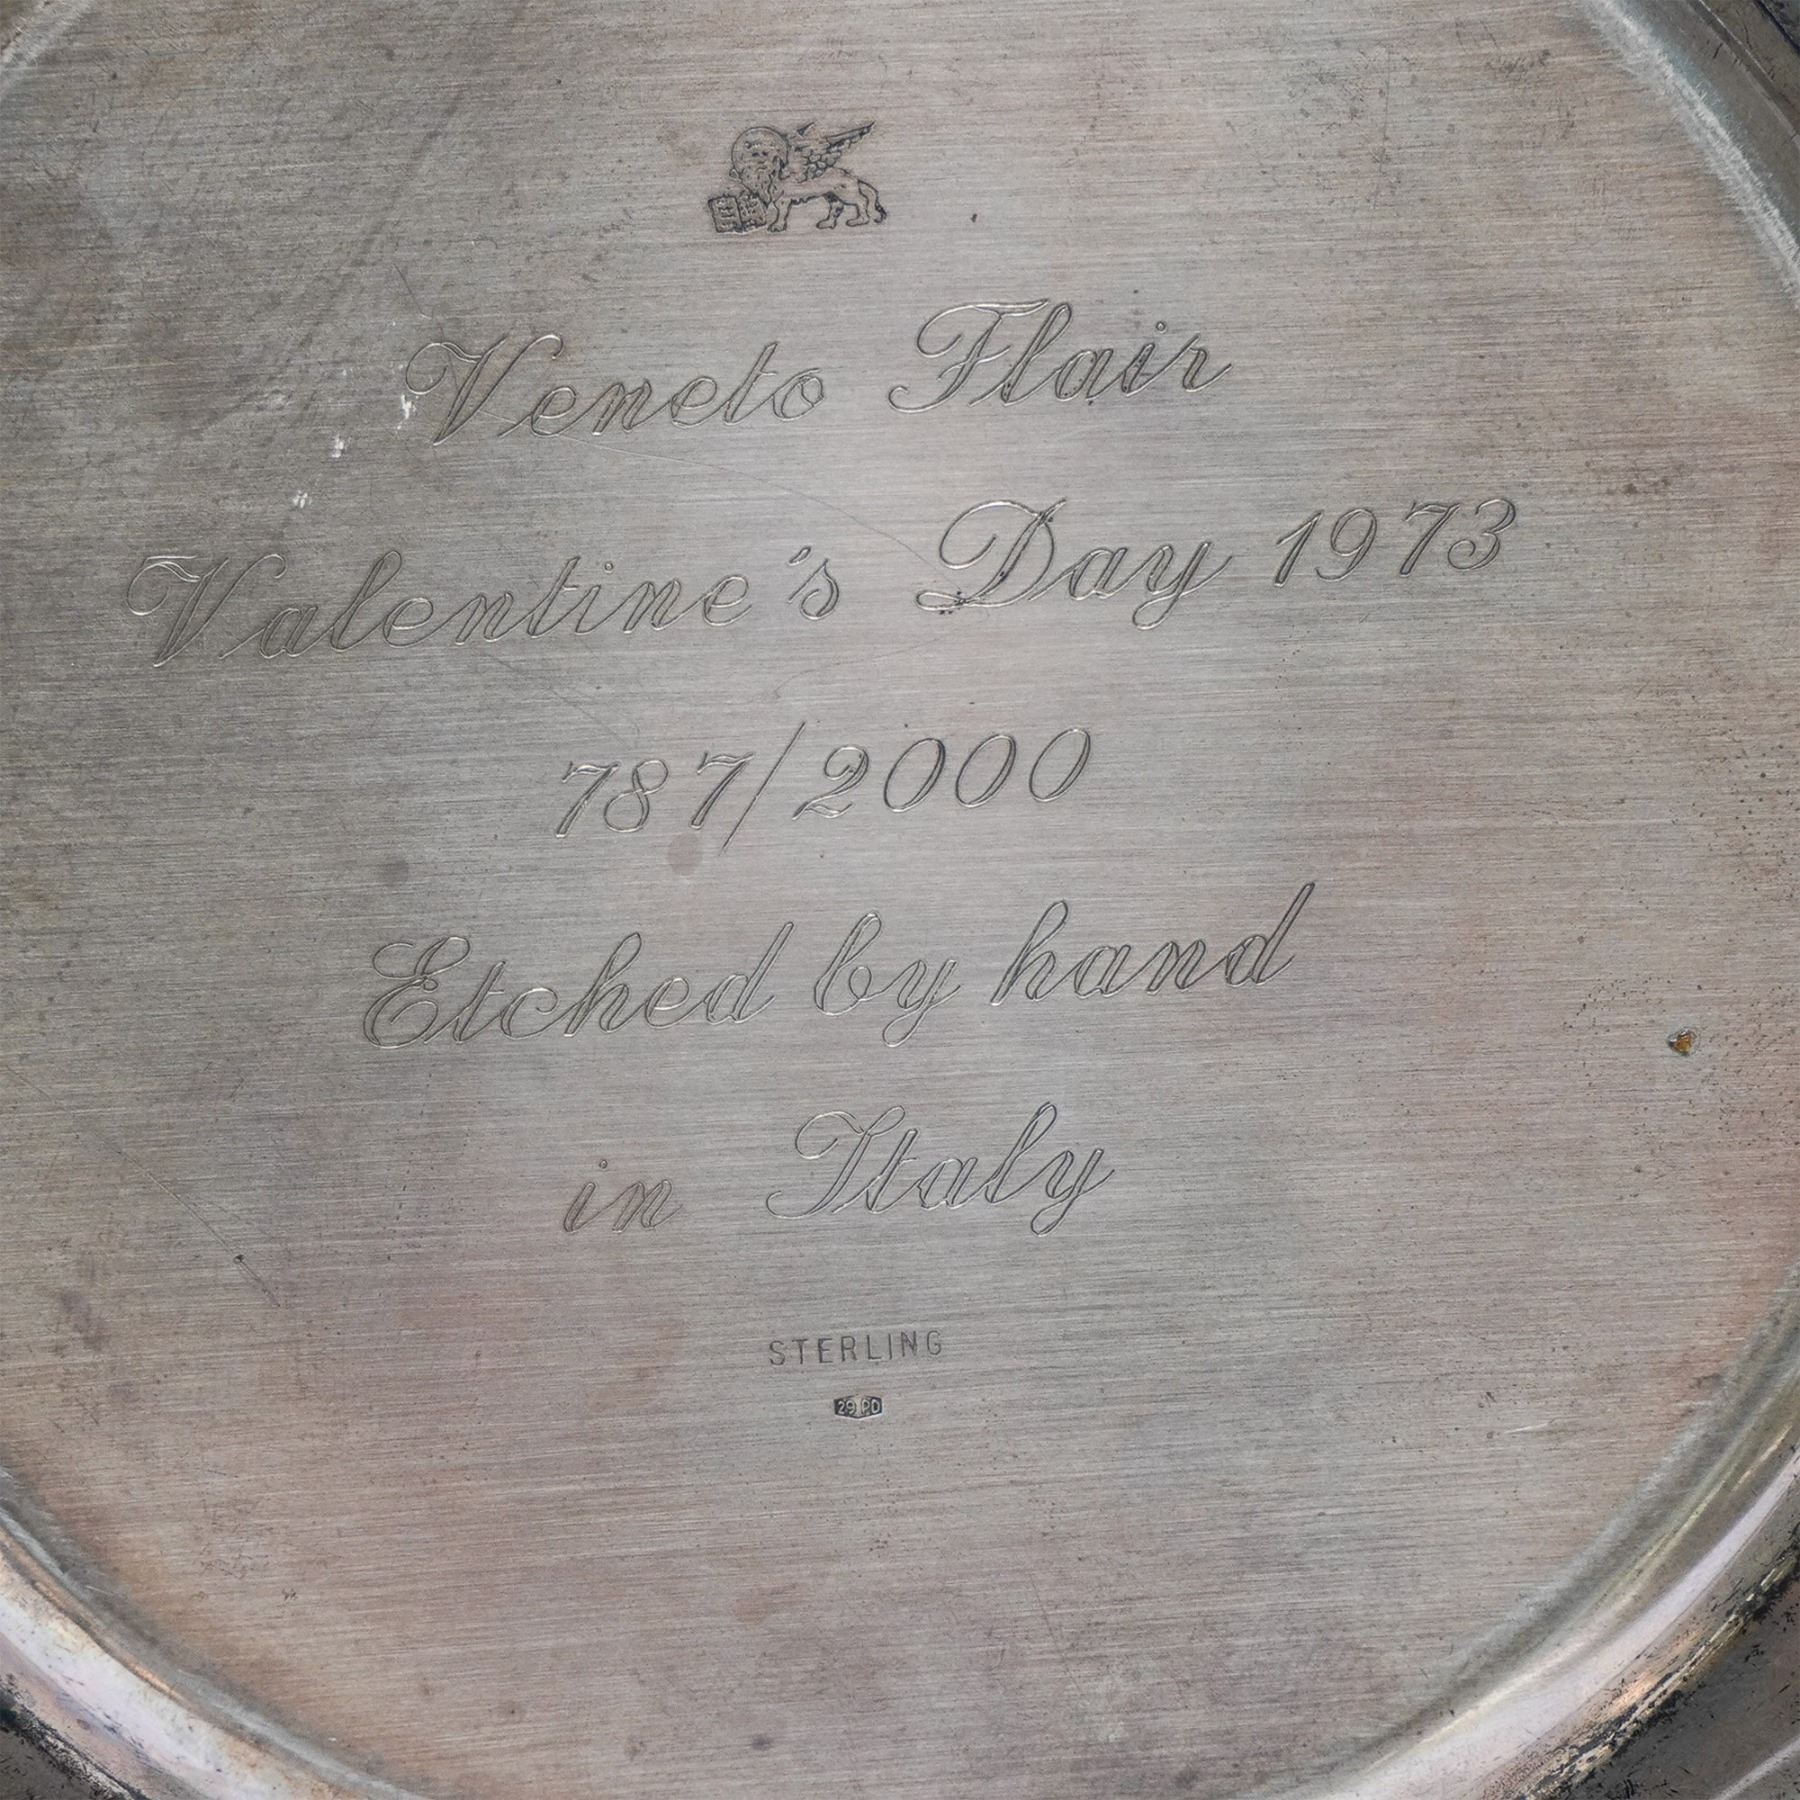 Veneto Flair
Valentine's Day 1973
787/2000
Etched by hand
in Italy
STERLING
29 PD